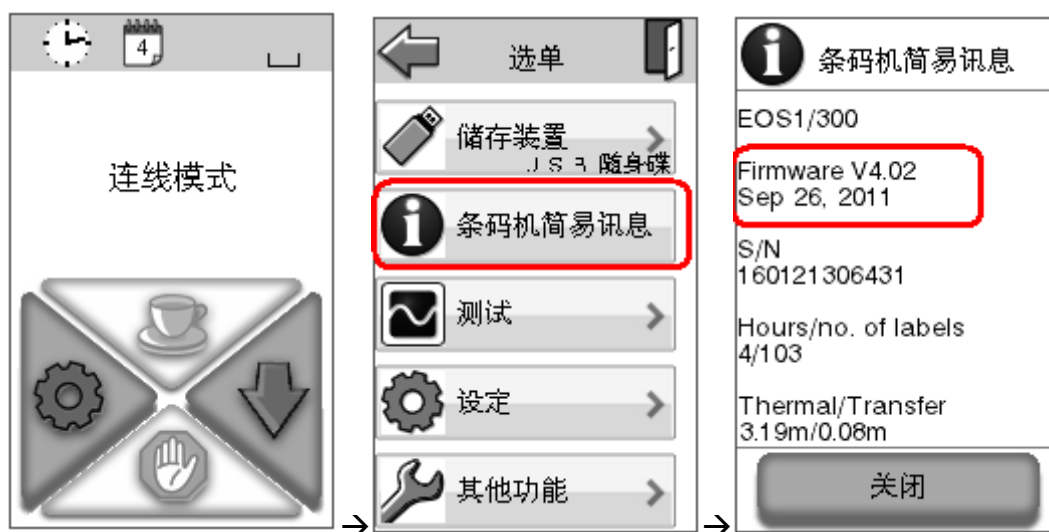 4
连线模式
→
选单
储存装置
U S B 随身碟
条码机简易讯息
测试
设定
其他功能
→
条码机简易讯息
EOS1/300
Firmware V4.02
Sep 26, 2011
S/N
160121306431
Hours/no. of labels
4/103
Thermal/Transfer
3.19m/0.08m
关闭